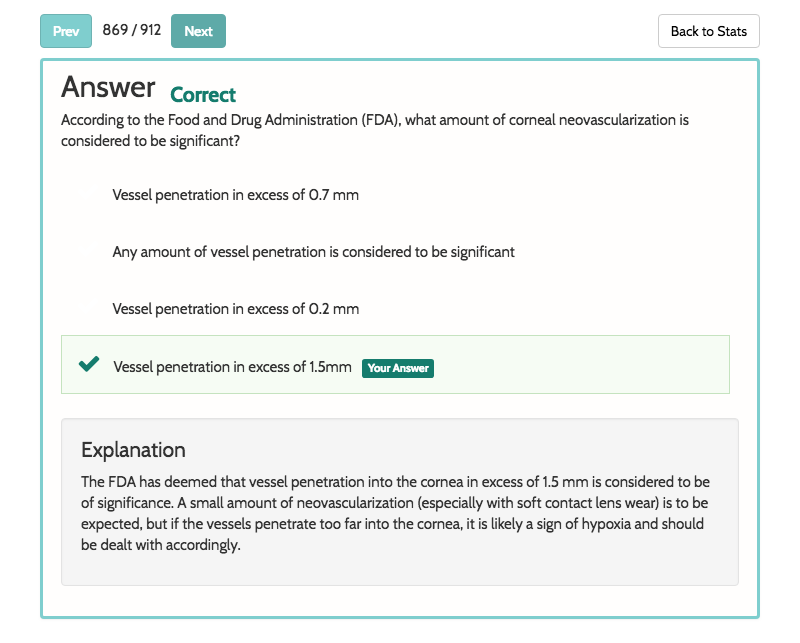 Prev 869 / 912 Next Back to Stats
Answer Correct
According to the Food and Drug Administration (FDA), what amount of corneal neovascularization is
considered to be significant?
Vessel penetration in excess of 0.7 mm
Any amount of vessel penetration is considered to be significant
Vessel penetration in excess of 0.2 mm
Vessel penetration in excess of 1.5mm Your Answer
Explanation
The FDA has deemed that vessel penetration into the cornea in excess of 1.5 mm is considered to be
of significance. A small amount of neovascularization (especially with soft contact lens wear) is to be
expected, but if the vessels penetrate too far into the cornea, it is likely a sign of hypoxia and should
be dealt with accordingly.